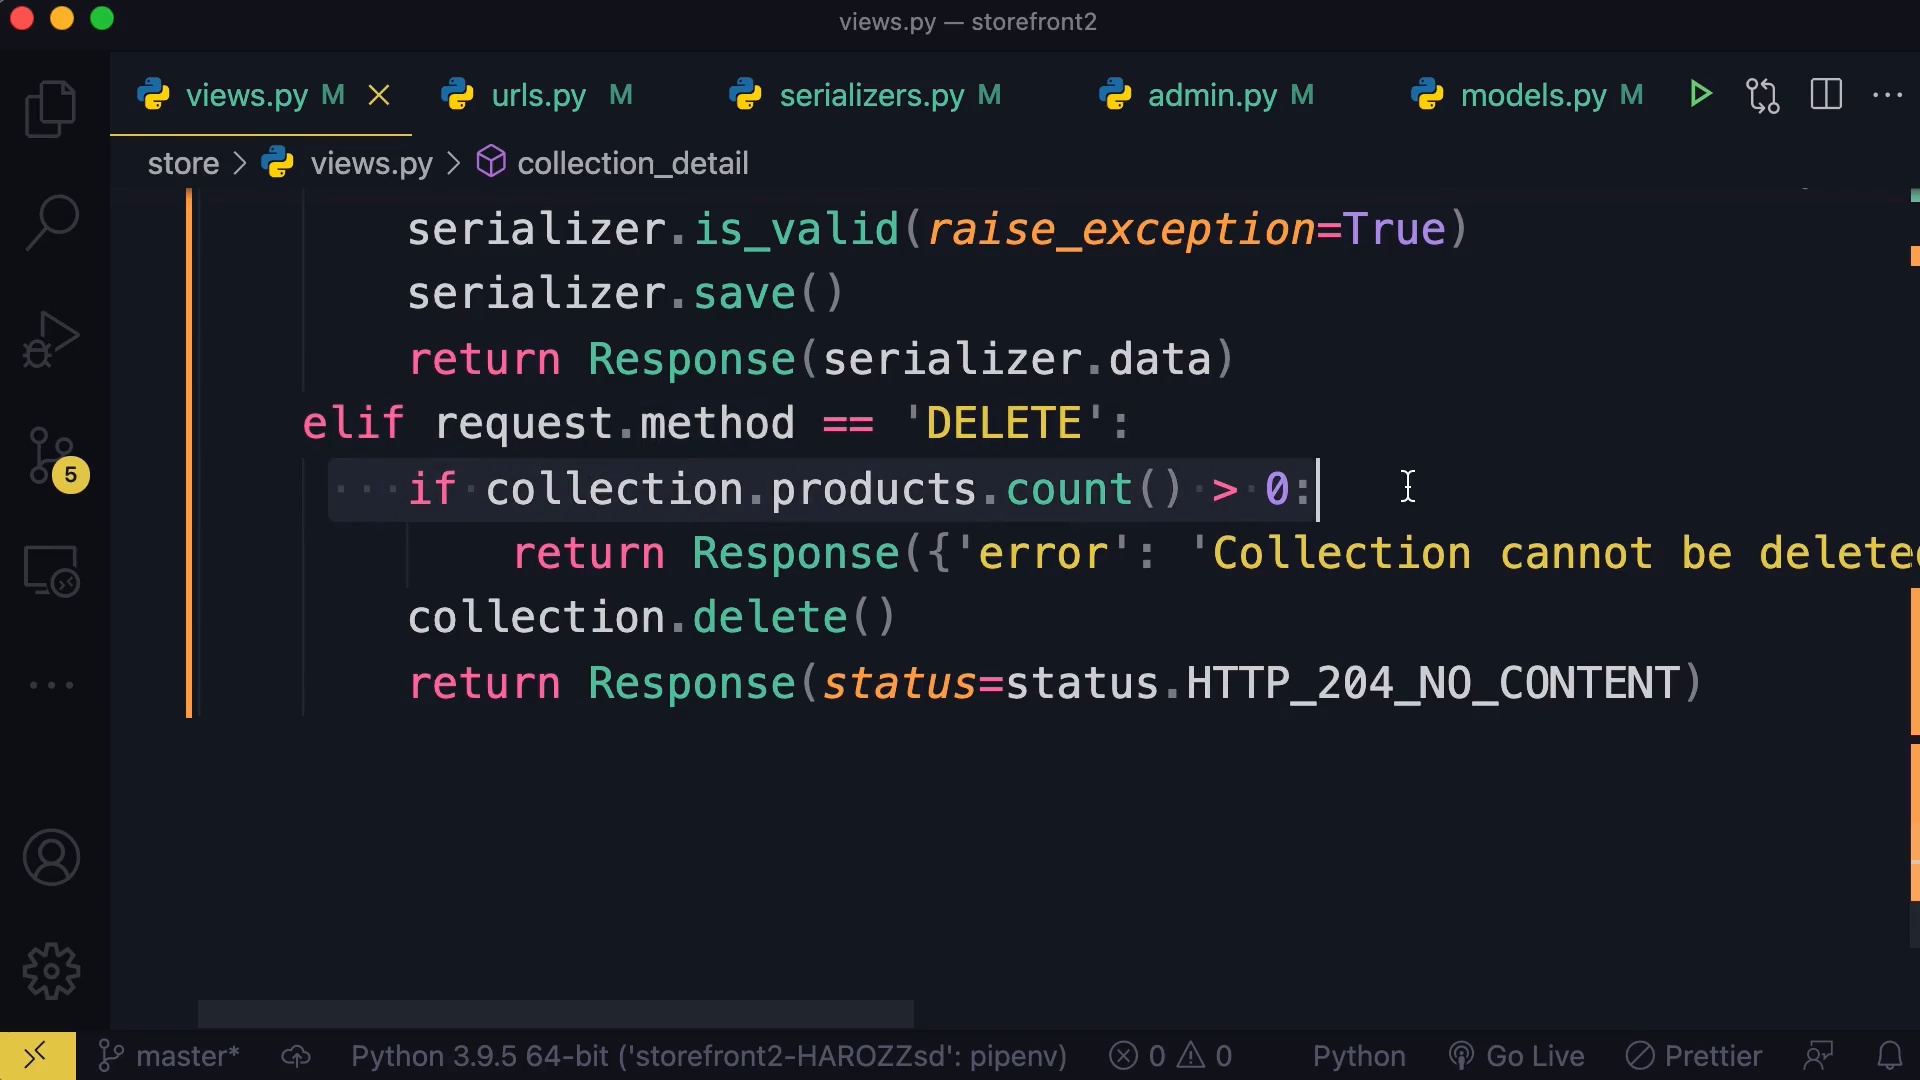 views.py — storefront2
views.py M urls.py M serializers.py M admin.py M models.py M
store > views.py > collection_detail
serializer.is_valid(raise_exception=True)
serializer.save()
return Response(serializer.data)
elif request.method == 'DELETE':
if collection.products.count() > 0:
return Response({'error': 'Collection cannot be deleted
collection.delete()
return Response(status=status.HTTP_204_NO_CONTENT)
5
master* Python 3.9.5 64-bit ('storefront2-HAROZZsd': pipenv) 0 0 Python Go Live Prettier